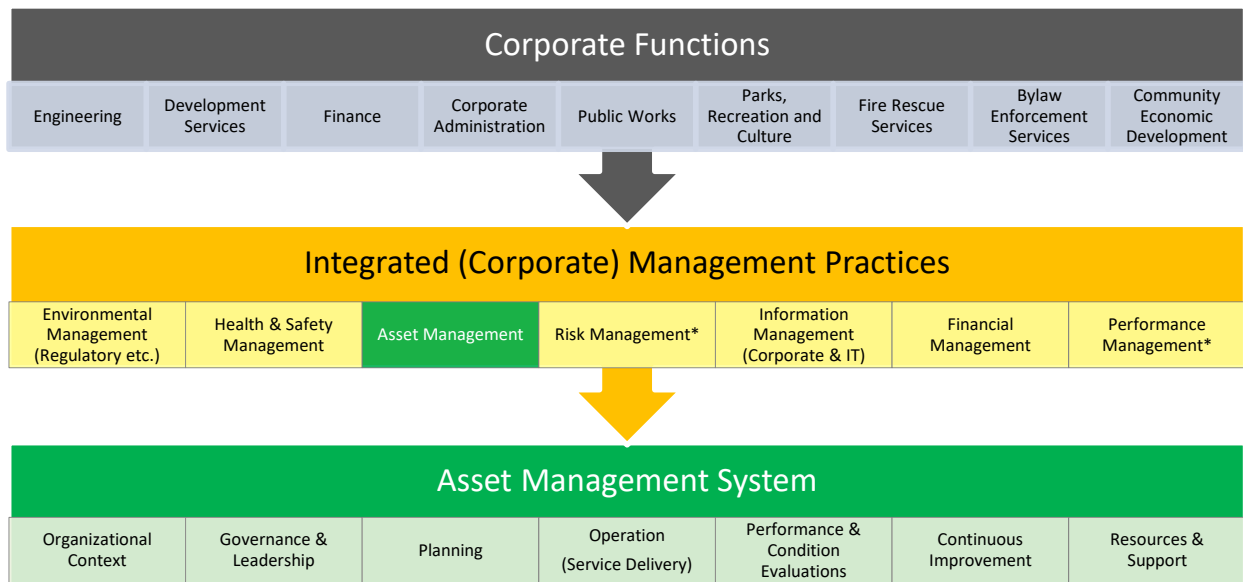 Corporate Functions
Engineering
Development
Services
Finance
Corporate
Administration
Public Works
Parks,
Recreation and
Culture
Fire Rescue
Services
Bylaw
Enforcement
Services
Community
Economic
Development
Integrated (Corporate) Management Practices
Environmental
Management
(Regulatory etc.)
Health & Safety
Management
Asset Management
Risk Management*
Information
Management
(Corporate & IT)
Financial
Management
Performance
Management*
Asset Management System
Organizational
Context
Governance &
Leadership
Planning
Operation
(Service Delivery)
Performance &
Condition
Evaluations
Continuous
Improvement
Resources &
Support